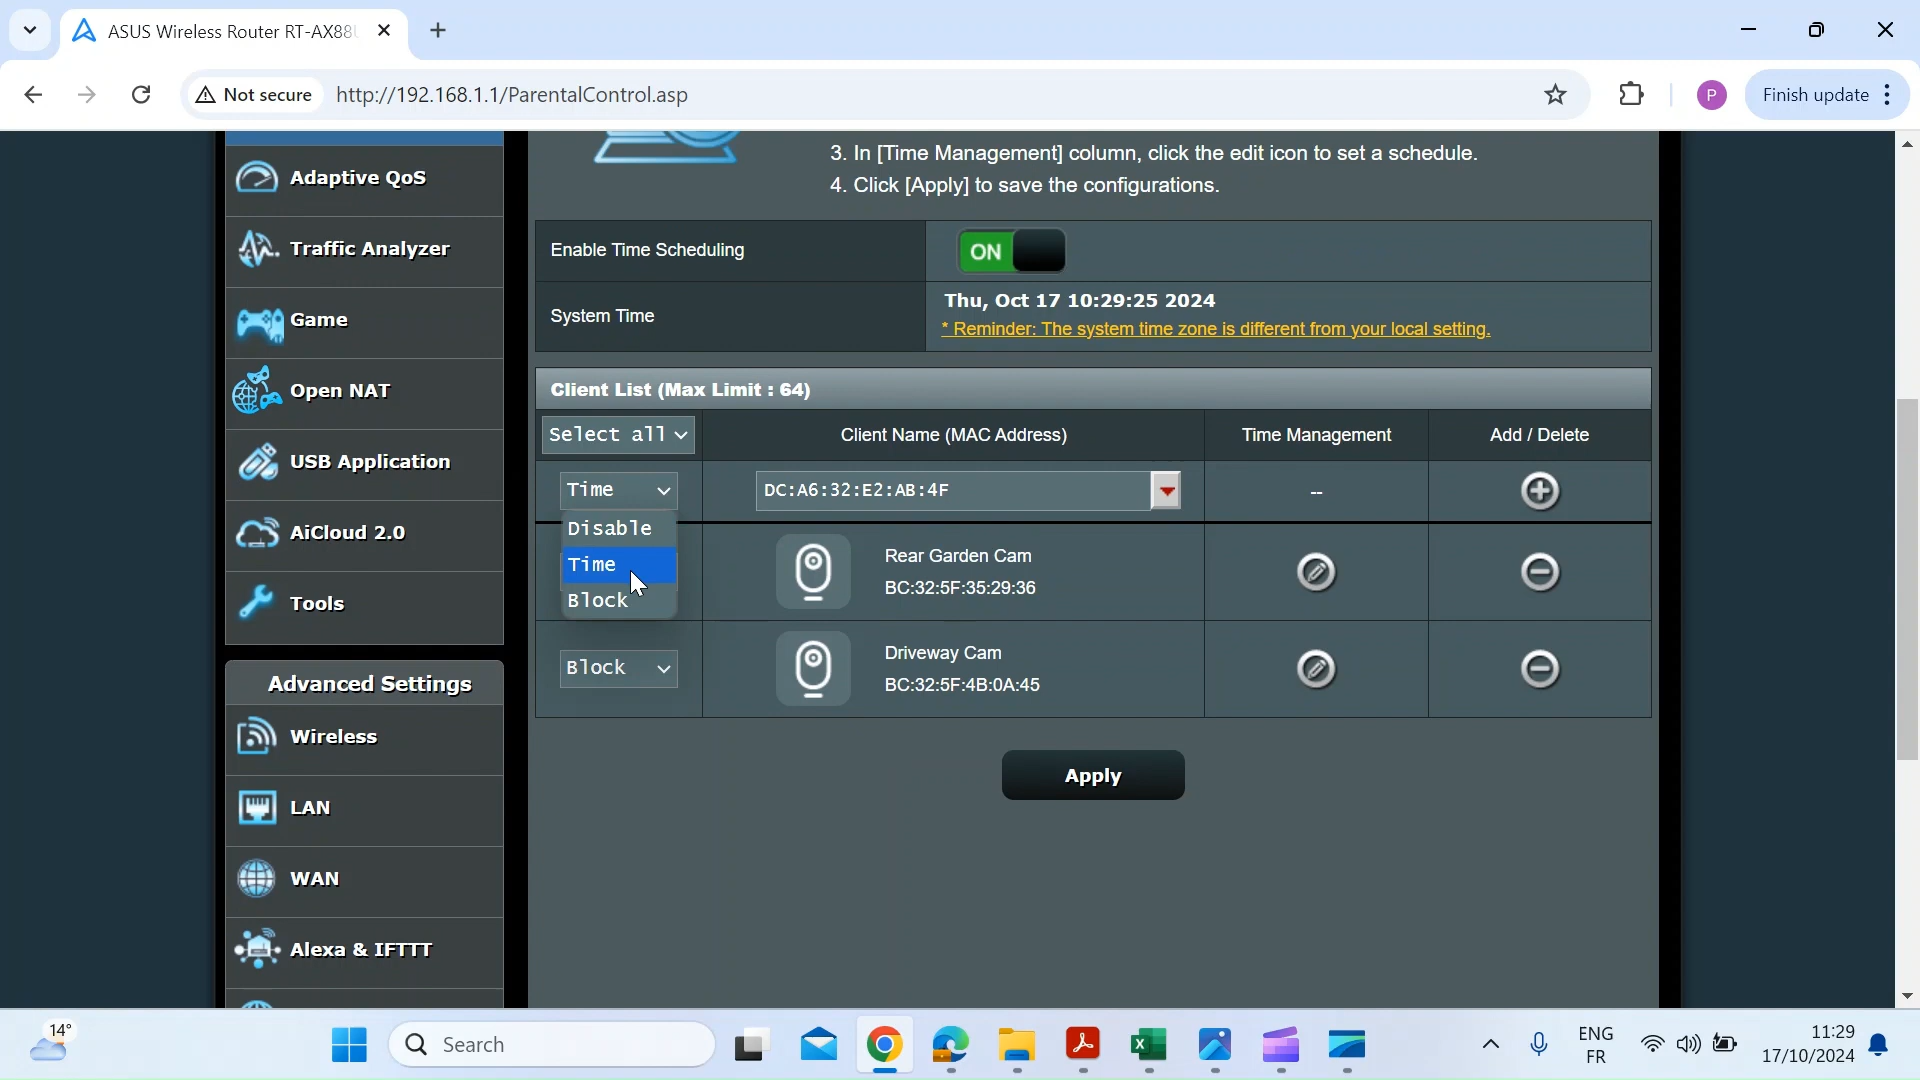 ASUS Wireless Router RT-AX88U
Not secure
http://192.168.1.1/ParentalControl.asp
P
Finish update
Adaptive QoS
Traffic Analyzer
Game
Open NAT
USB Application
AiCloud 2.0
Tools
Advanced Settings
Wireless
LAN
WAN
Alexa & IFTTT
3. In [Time Management] column, click the edit icon to set a schedule.
4. Click [Apply] to save the configurations.
Enable Time Scheduling
ON
System Time
Thu, Oct 17 10:29:25 2024
* Reminder: The system time zone is different from your local setting.
Client List (Max Limit : 64)
Select all
Client Name (MAC Address)
Time Management
Add / Delete
Time
DC:A6:32:E2:AB:4F
--
Disable
Time
Block
Rear Garden Cam
BC:32:5F:35:29:36
Block
Driveway Cam
BC:32:5F:4B:0A:45
Apply
14°
Search
ENG
FR
11:29
17/10/2024